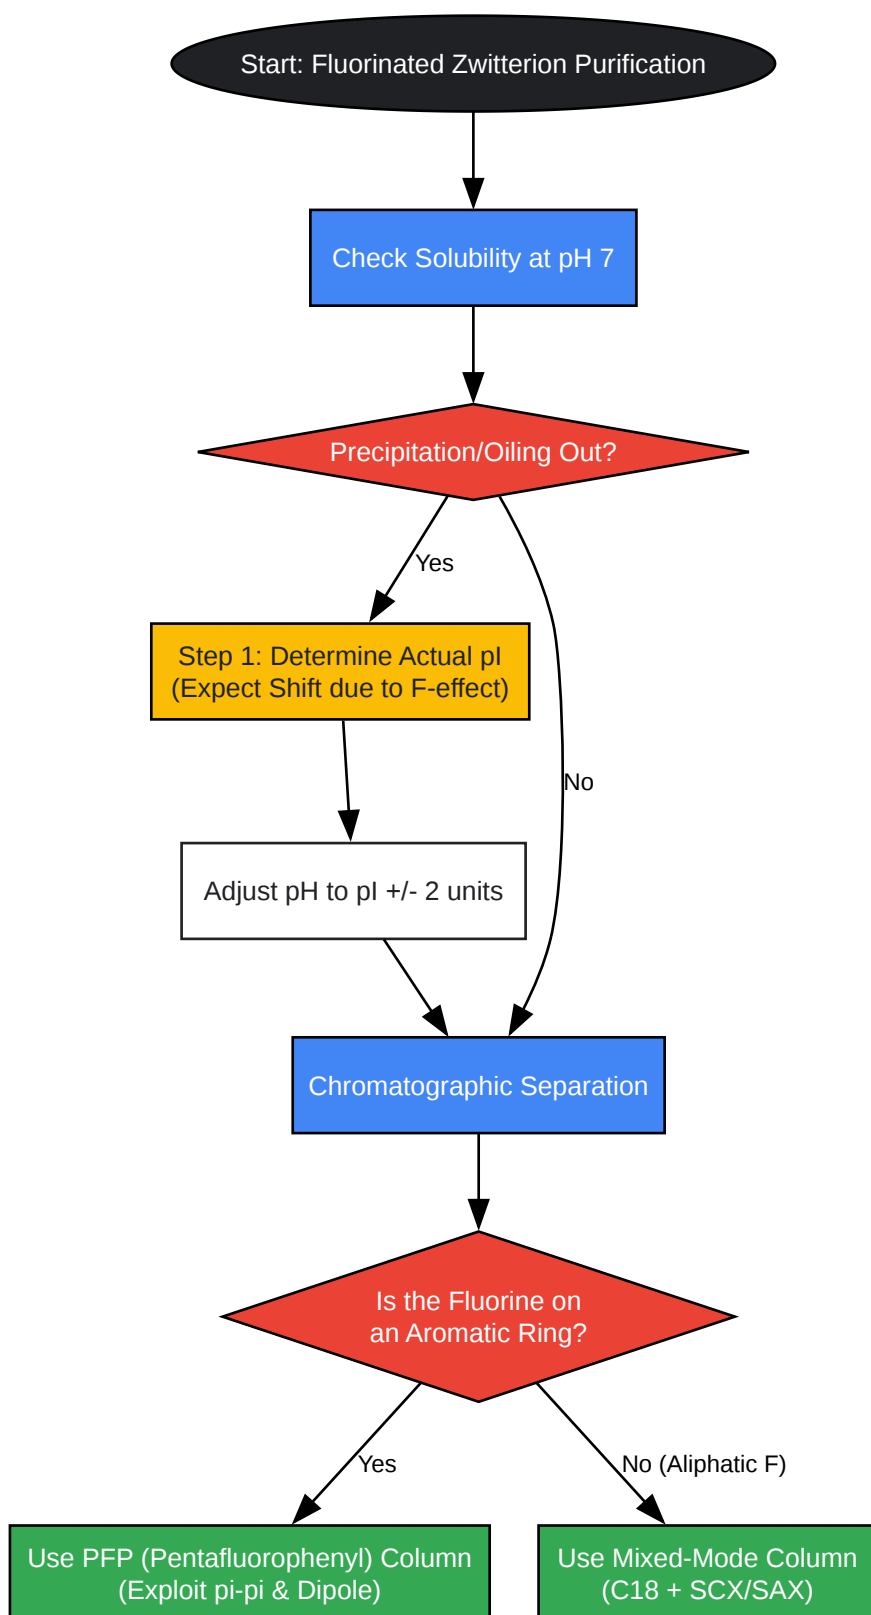 Start: Fluorinated Zwitterion Purification
Check Solubility at pH 7
Precipitation/Oiling Out?
Yes
Step 1: Determine Actual pI
(Expect Shift due to F-effect)
No
Adjust pH to pI +/- 2 units
Chromatographic Separation
Is the Fluorine on
an Aromatic Ring?
Yes
No (Aliphatic F)
Use PFP (Pentafluorophenyl) Column
(Exploit pi-pi & Dipole)
Use Mixed-Mode Column
(C18 + SCX/SAX)